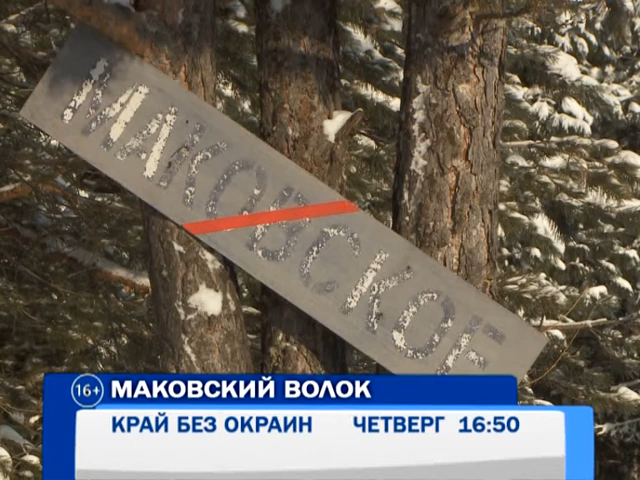 МАКОВСКОЕ
16+ МАКОВСКИЙ ВОЛОК
КРАЙ БЕЗ ОКРАИН ЧЕТВЕРГ 16:50